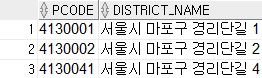 PCODE DISTRICT_NAME
1 4130001 서울시 마포구 경리단길 1
2 4130002 서울시 마포구 경리단길 2
3 4130041 서울시 마포구 경리단길 4